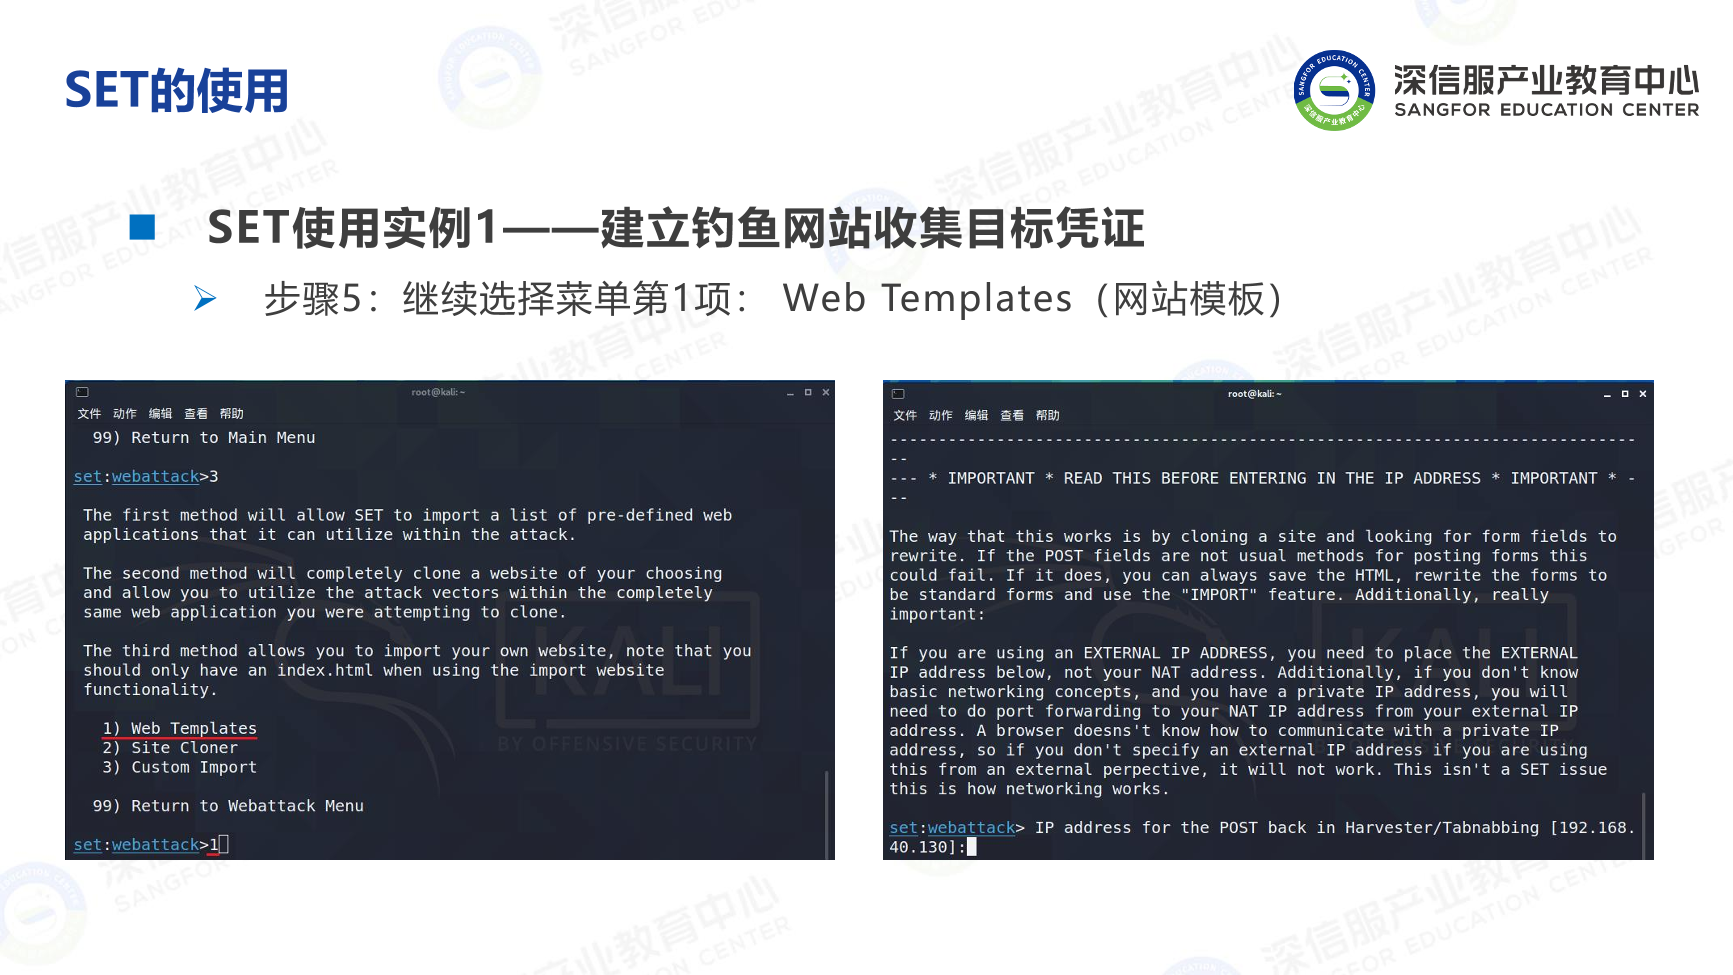 SET的使用
深信服产业教育中心
SANGFOR EDUCATION CENTER
SET使用实例1——建立钓鱼网站收集目标凭证
步骤5：继续选择菜单第1项： Web Templates（网站模板）
root@kali: ~
文件 动作 编辑 查看 帮助
99) Return to Main Menu
set:webattack>3
The first method will allow SET to import a list of pre-defined web
applications that it can utilize within the attack.
The second method will completely clone a website of your choosing
and allow you to utilize the attack vectors within the completely
same web application you were attempting to clone.
The third method allows you to import your own website, note that you
should only have an index.html when using the import website
functionality.
1) Web Templates
2) Site Cloner
3) Custom Import
99) Return to Webattack Menu
set:webattack>1
KALI
BY OFFENSIVE SECURITY
root@kali: ~
文件 动作 编辑 查看 帮助
-----------------------------------------------------------------------------
--
--- * IMPORTANT * READ THIS BEFORE ENTERING IN THE IP ADDRESS * IMPORTANT * -
--
The way that this works is by cloning a site and looking for form fields to
rewrite. If the POST fields are not usual methods for posting forms this
could fail. If it does, you can always save the HTML, rewrite the forms to
be standard forms and use the "IMPORT" feature. Additionally, really
important:
If you are using an EXTERNAL IP ADDRESS, you need to place the EXTERNAL
IP address below, not your NAT address. Additionally, if you don't know
basic networking concepts, and you have a private IP address, you will
need to do port forwarding to your NAT IP address from your external IP
address. A browser doesns't know how to communicate with a private IP
address, so if you don't specify an external IP address if you are using
this from an external perpective, it will not work. This isn't a SET issue
this is how networking works.
set:webattack> IP address for the POST back in Harvester/Tabnabbing [192.168.
40.130]: